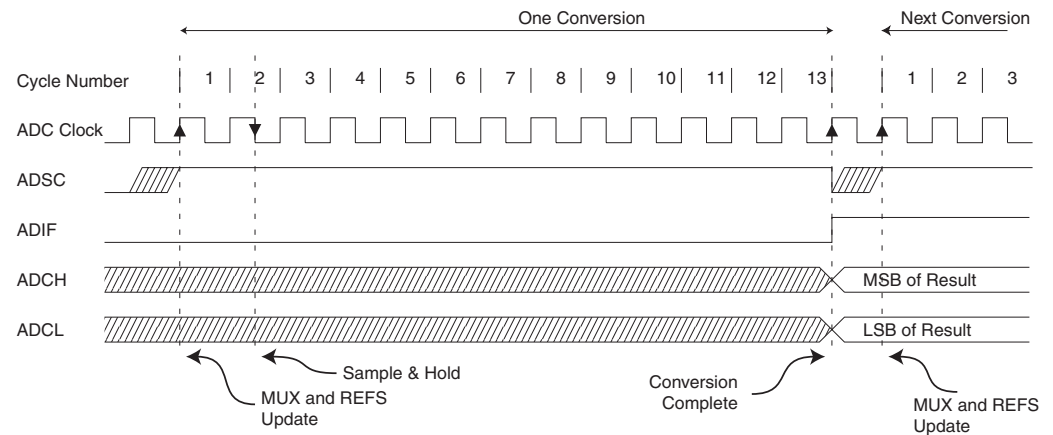 One Conversion
Next Conversion
Cycle Number 1 2 3 4 5 6 7 8 9 10 11 12 13 1 2 3
ADC Clock
ADSC
ADIF
ADCH MSB of Result
ADCL LSB of Result
Sample & Hold
MUX and REFS
Update
Conversion
Complete
MUX and REFS
Update